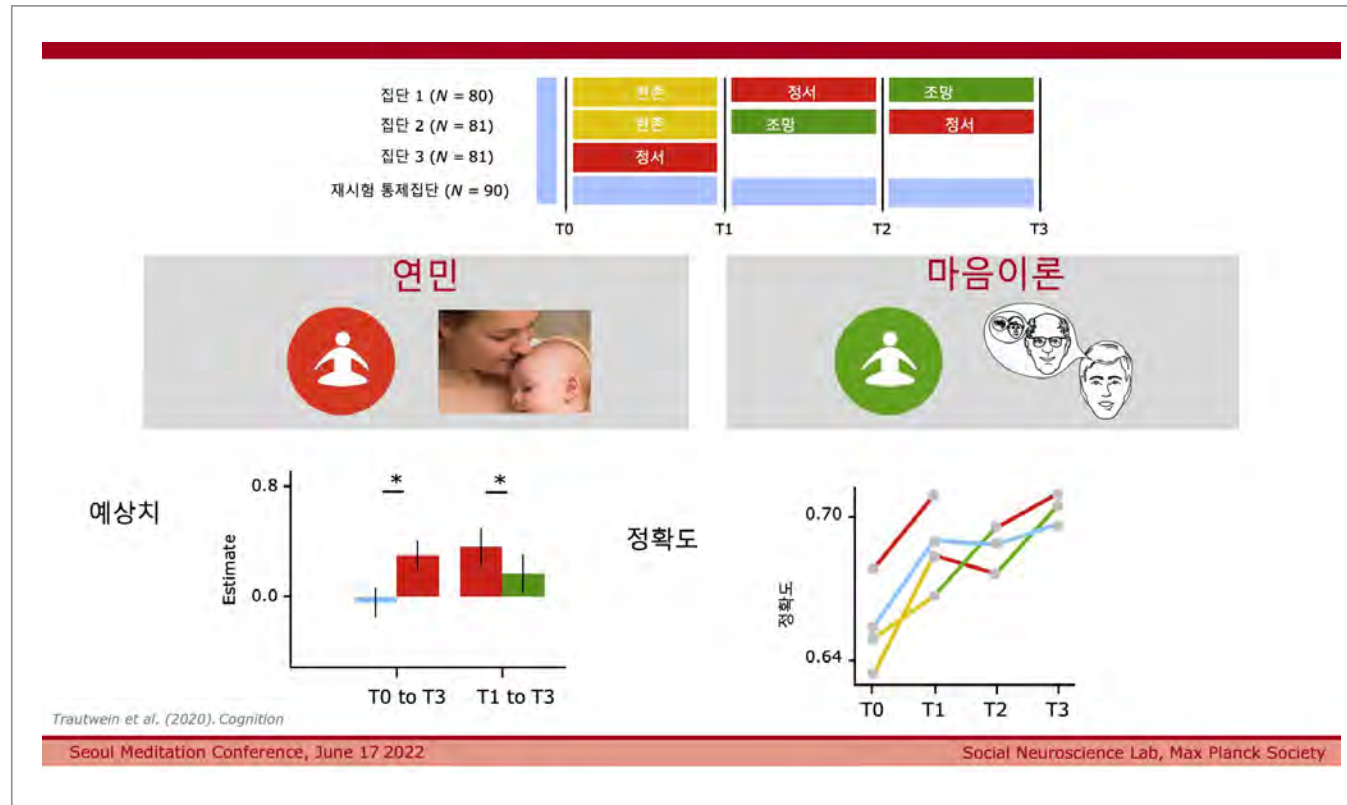 집단 1 (N = 80)
현존
정서
조망
집단 2 (N = 81)
현존
조망
정서
집단 3 (N = 81)
정서
재시험 통제집단 (N = 90)
T0
T1
T2
T3
연민
마음이론
예상치
Estimate
0.8
0.0
*
*
T0 to T3
T1 to T3
정확도
정확도
0.70
0.64
T0
T1
T2
T3
Trautwein et al. (2020). Cognition
Seoul Meditation Conference, June 17 2022
Social Neuroscience Lab, Max Planck Society